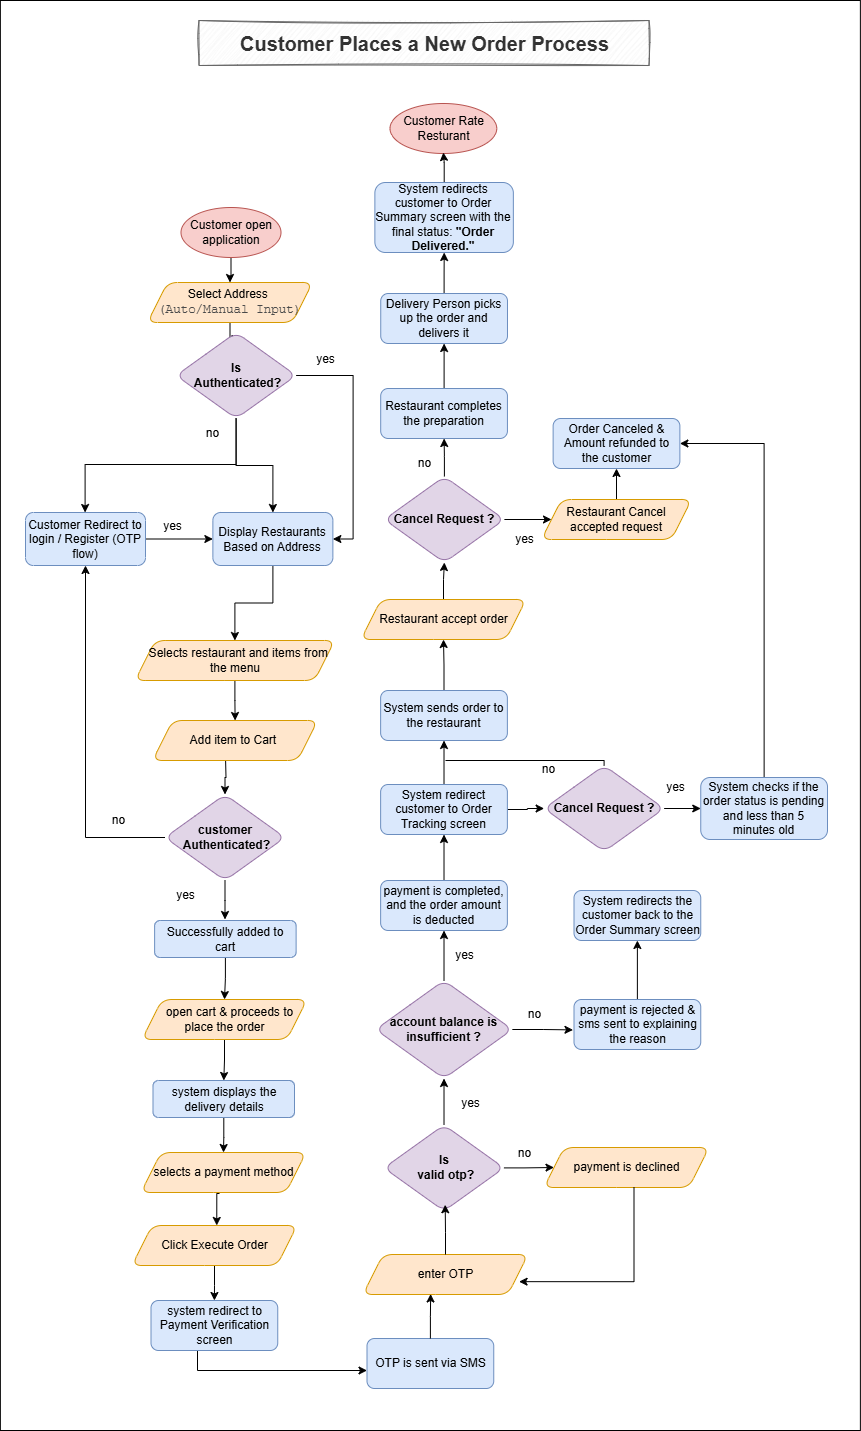 Customer Places a New Order Process
Customer open
application
Select Address
(Auto/Manual Input)
Is
Authenticated?
yes
no
Customer Redirect to
login / Register (OTP
flow)
yes
Display Restaurants
Based on Address
Selects restaurant and items from
the menu
Add item to Cart
customer
Authenticated?
no
yes
Successfully added to
cart
open cart & proceeds to
place the order
system displays the
delivery details
selects a payment method
Click Execute Order
system redirect to
Payment Verification
screen
OTP is sent via SMS
enter OTP
Is
valid otp?
no
payment is declined
yes
account balance is
insufficient ?
no
payment is rejected &
sms sent to explaining
the reason
System redirects the
customer back to the
Order Summary screen
yes
payment is completed,
and the order amount
is deducted
System redirect
customer to Order
Tracking screen
Cancel Request ?
no
yes
System checks if the
order status is pending
and less than 5
minutes old
System sends order to
the restaurant
Restaurant accept order
Cancel Request ?
yes
Restaurant Cancel
accepted request
Order Canceled &
Amount refunded to
the customer
no
Restaurant completes
the preparation
Delivery Person picks
up the order and
delivers it
System redirects
customer to Order
Summary screen with the
final status: "Order
Delivered."
Customer Rate
Resturant